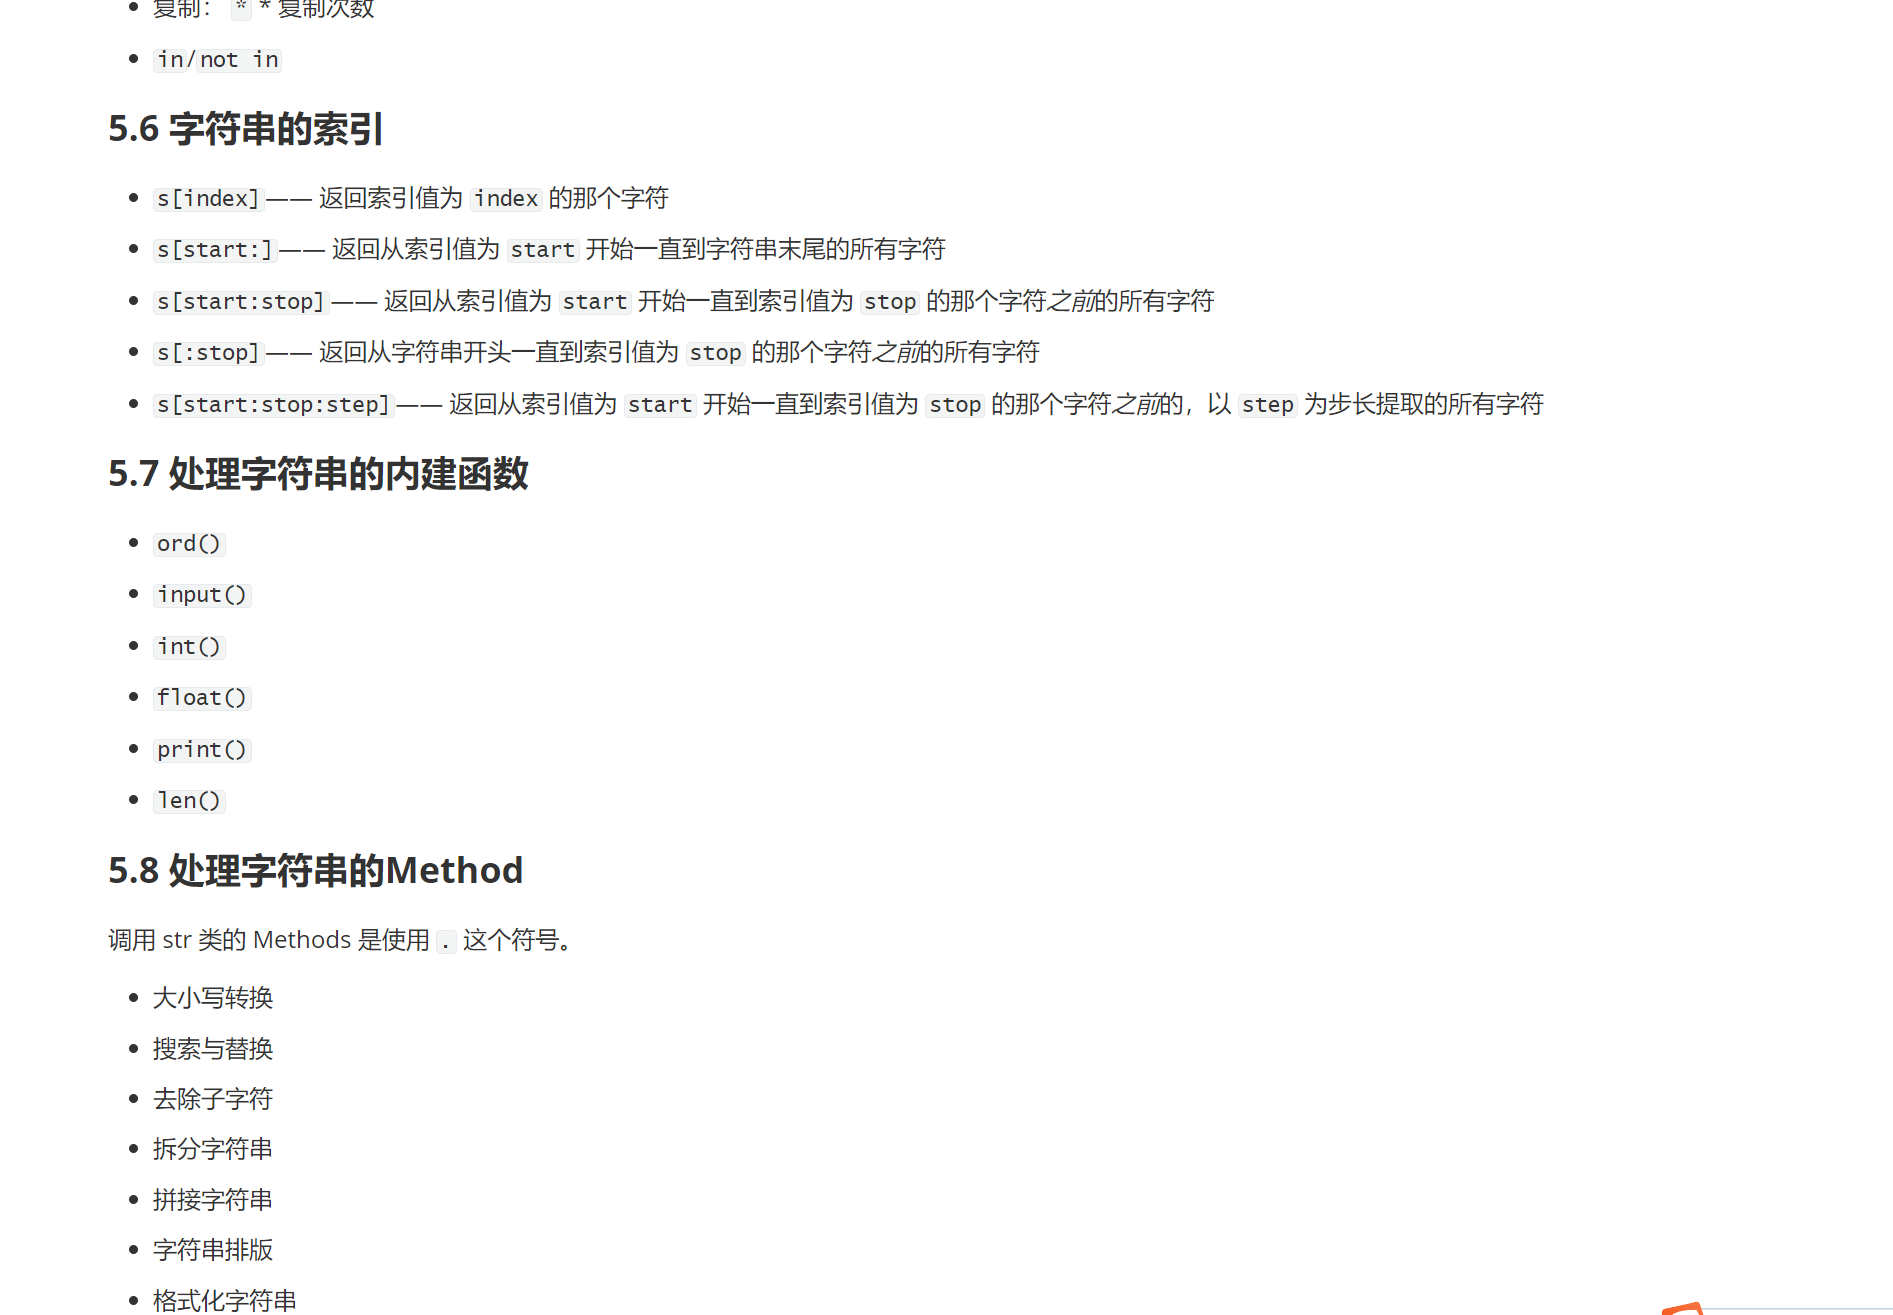 复制： * * 复制次数
in/not in
5.6 字符串的索引
s[index]—— 返回索引值为 index 的那个字符
s[start:]—— 返回从索引值为 start 开始一直到字符串末尾的所有字符
s[start:stop]—— 返回从索引值为 start 开始一直到索引值为 stop 的那个字符之前的所有字符
s[:stop]—— 返回从字符串开头一直到索引值为 stop 的那个字符之前的所有字符
s[start:stop:step]—— 返回从索引值为 start 开始一直到索引值为 stop 的那个字符之前的，以 step 为步长提取的所有字符
5.7 处理字符串的内建函数
ord()
input()
int()
float()
print()
len()
5.8 处理字符串的Method
调用 str 类的 Methods 是使用 . 这个符号。
大小写转换
搜索与替换
去除子字符
拆分字符串
拼接字符串
字符串排版
格式化字符串